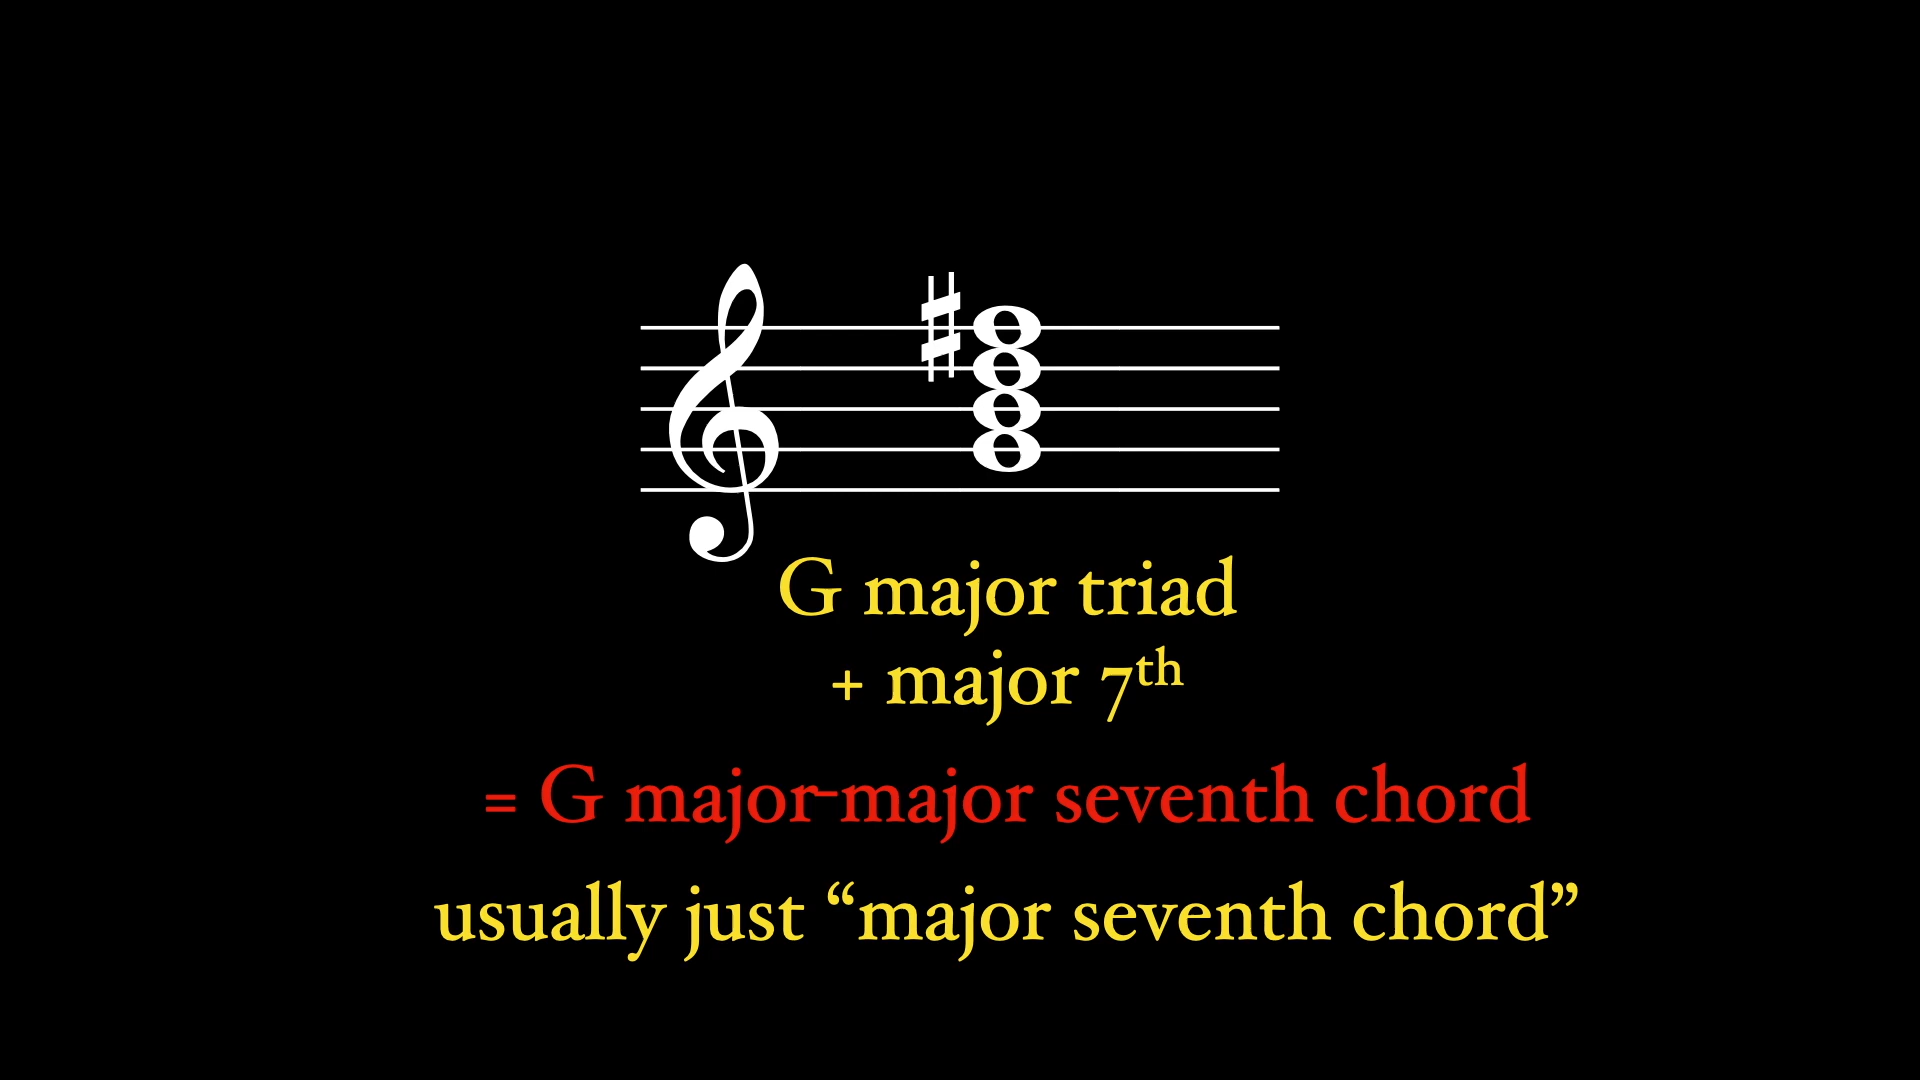 G major triad
+ major 7th
= G major-major seventh chord
usually just “major seventh chord”